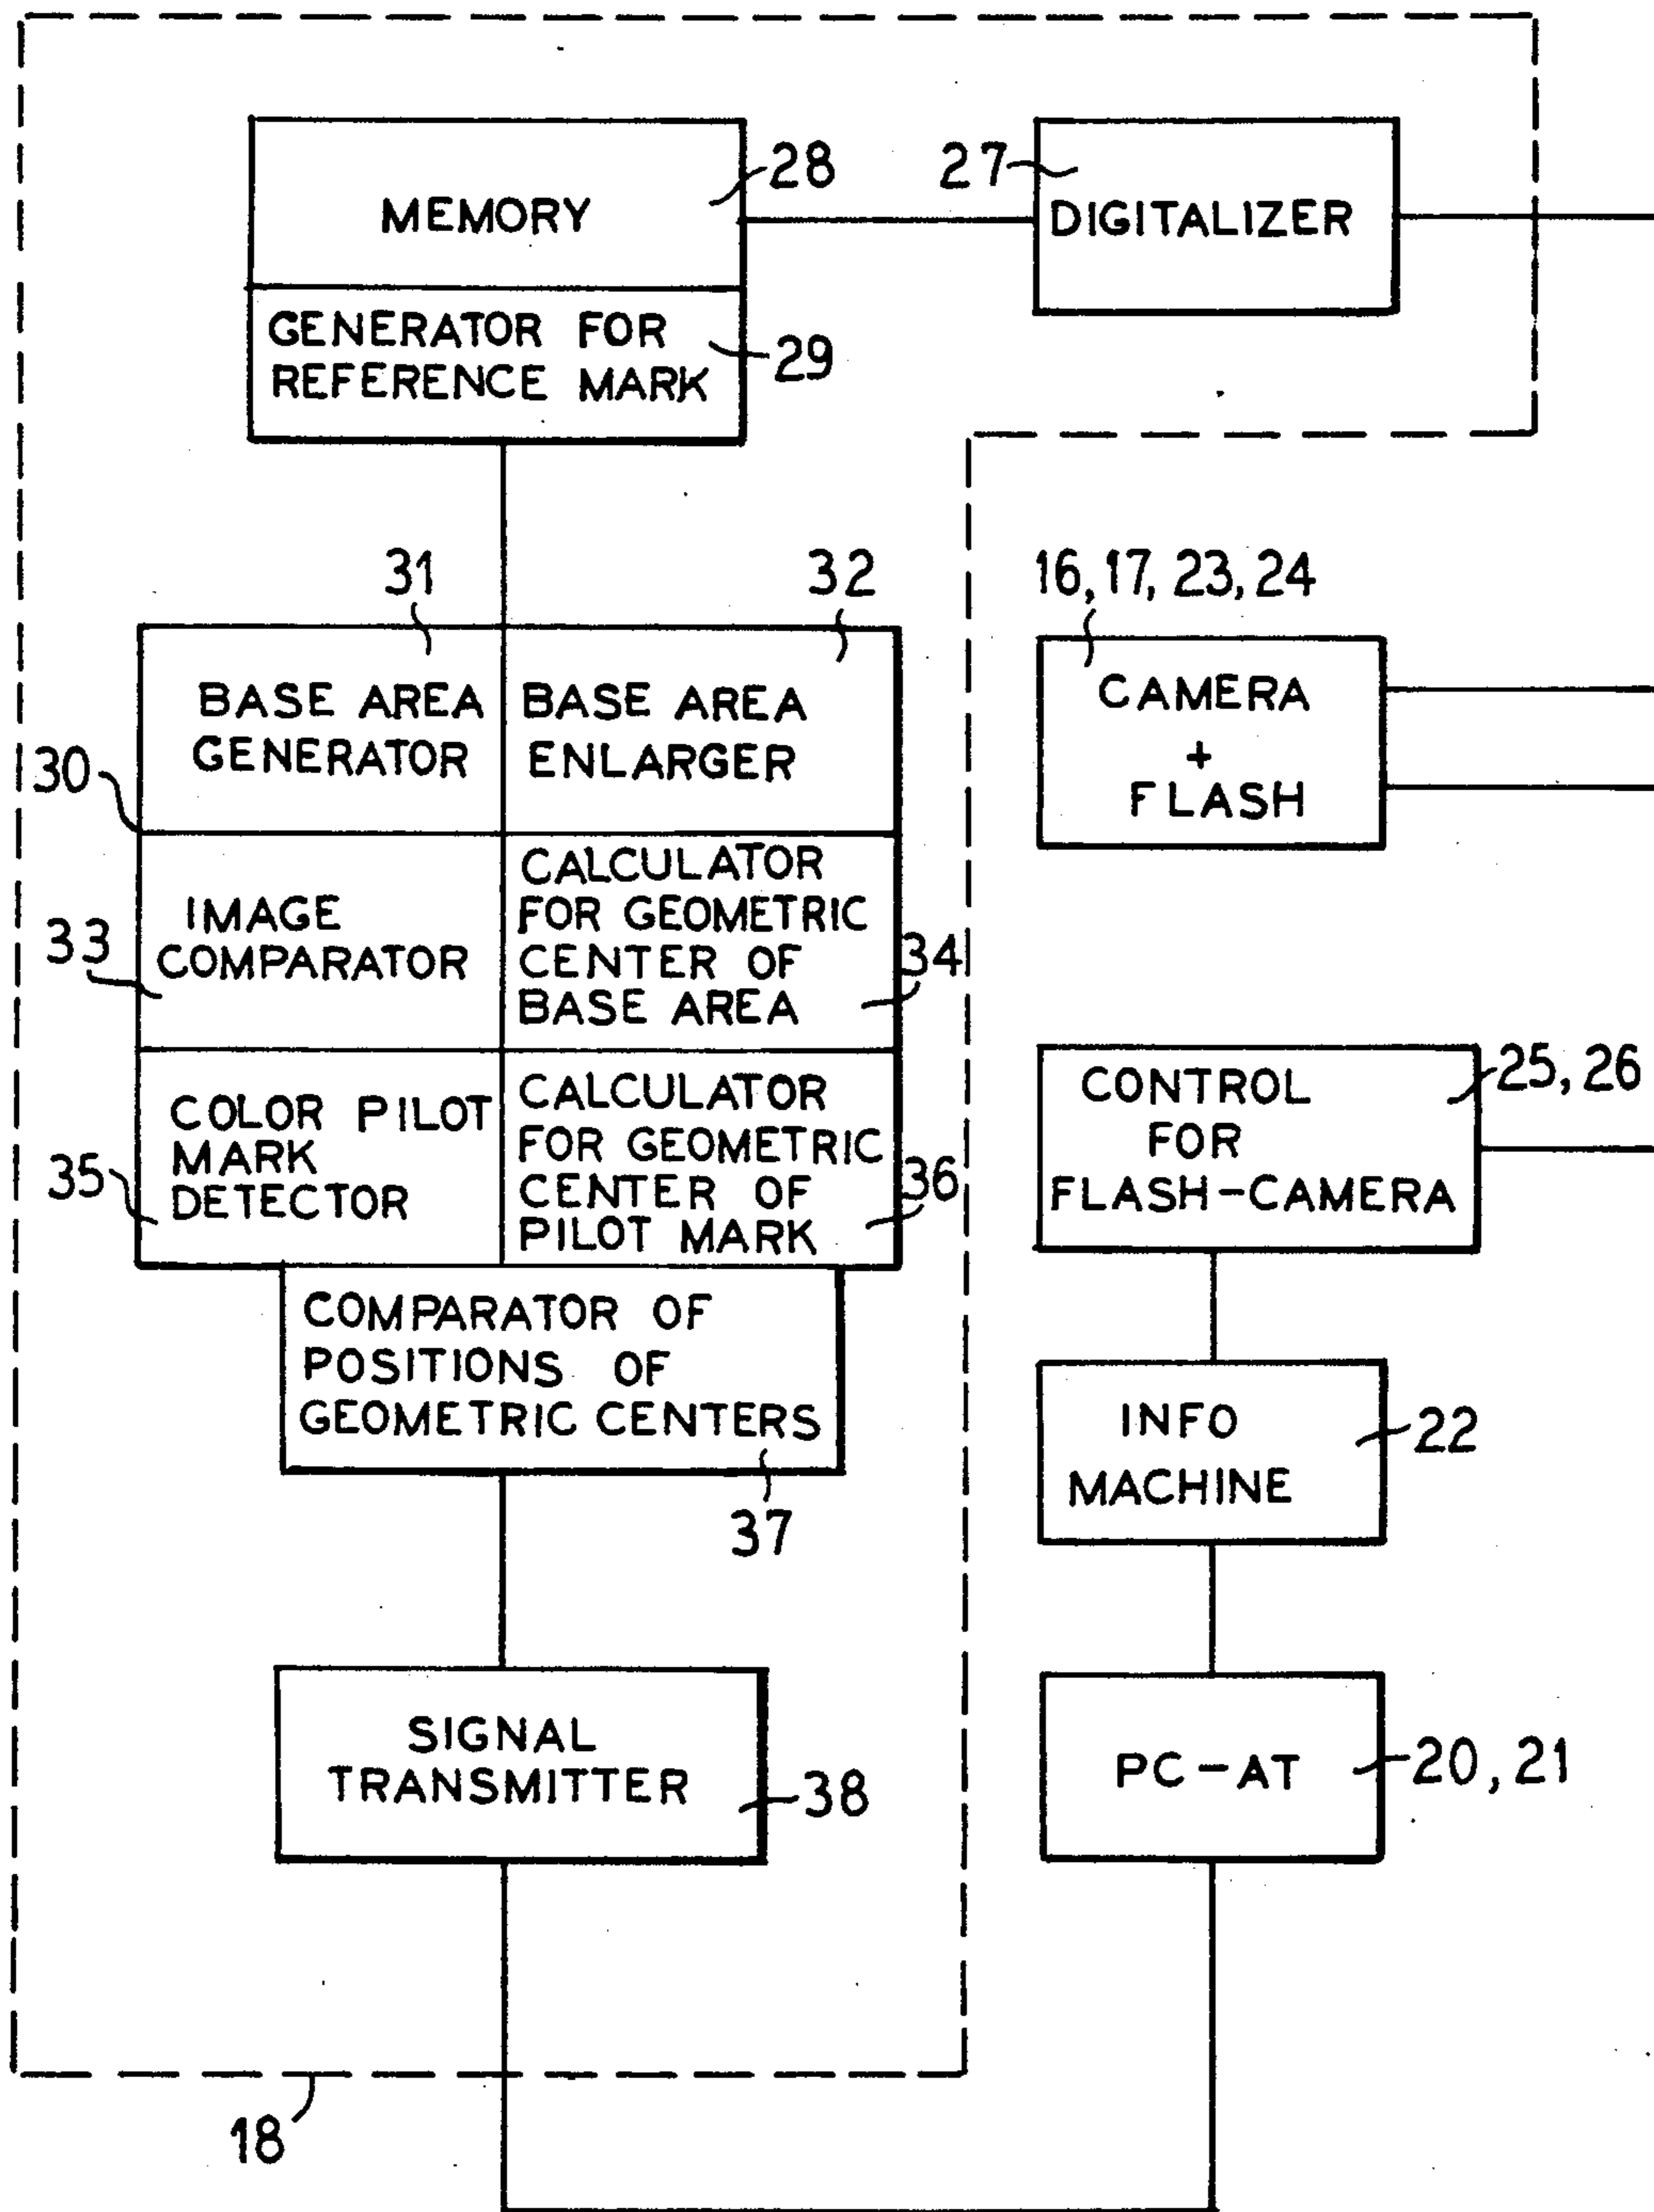 28
27
MEMORY
DIGITALIZER
GENERATOR FOR
REFERENCE MARK
29
31
32
16, 17, 23, 24
BASE AREA
GENERATOR
BASE AREA
ENLARGER
30
CAMERA
+
FLASH
IMAGE
COMPARATOR
33
CALCULATOR
FOR GEOMETRIC
CENTER OF
BASE AREA
34
COLOR PILOT
MARK
DETECTOR
35
CALCULATOR
FOR GEOMETRIC
CENTER OF
PILOT MARK
36
CONTROL
FOR
FLASH-CAMERA
25, 26
COMPARATOR OF
POSITIONS OF
GEOMETRIC CENTERS
37
INFO
MACHINE
22
SIGNAL
TRANSMITTER
38
PC-AT
20, 21
18